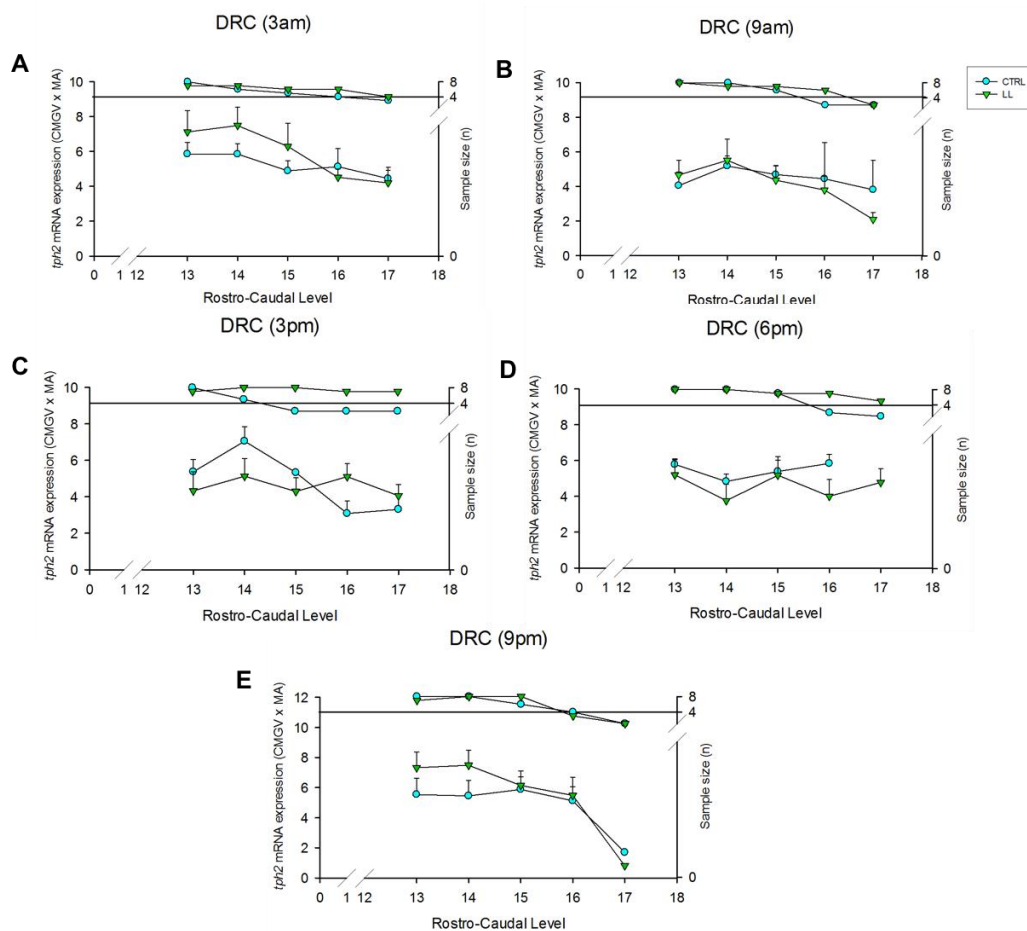 DRC (3am)
A
10
8
6
4
2
0
8
4
0
tph2 mRNA expression (CMGV x MA)
Sample size (n)
0 1 12 13 14 15 16 17 18
Rostro-Caudal Level
DRC (9am)
B
10
8
6
4
2
0
8
4
0
tph2 mRNA expression (CMGV x MA)
Sample size (n)
0 1 12 13 14 15 16 17 18
Rostro-Caudal Level
CTRL
LL
DRC (3pm)
C
10
8
6
4
2
0
8
4
0
tph2 mRNA expression (CMGV x MA)
Sample size (n)
0 1 12 13 14 15 16 17 18
Rostro-Caudal Level
DRC (6pm)
D
10
8
6
4
2
0
8
4
0
tph2 mRNA expression (CMGV x MA)
Sample size (n)
0 1 12 13 14 15 16 17 18
Rostro-Caudal Level
DRC (9pm)
E
12
10
8
6
4
2
0
8
4
0
tph2 mRNA expression (CMGV x MA)
Sample size (n)
0 1 12 13 14 15 16 17 18
Rostro-Caudal Level